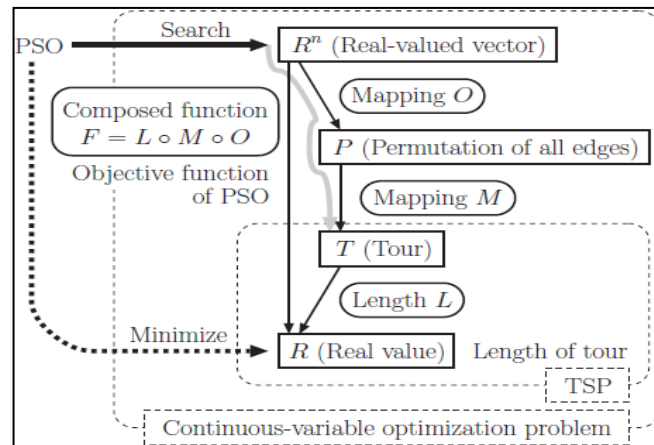 PSO
Search
R^n (Real-valued vector)
Mapping O
Composed function
F = L ∘ M ∘ O
P (Permutation of all edges)
Objective function
of PSO
Mapping M
T (Tour)
Length L
Minimize
R (Real value)
Length of tour
TSP
Continuous-variable optimization problem